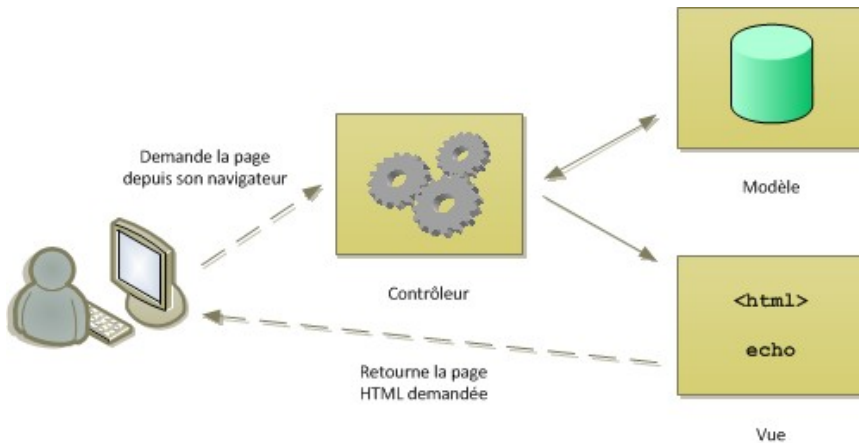 Demande la page
depuis son navigateur
Contrôleur
Modèle
<html>
echo
Retourne la page
HTML demandée
Vue